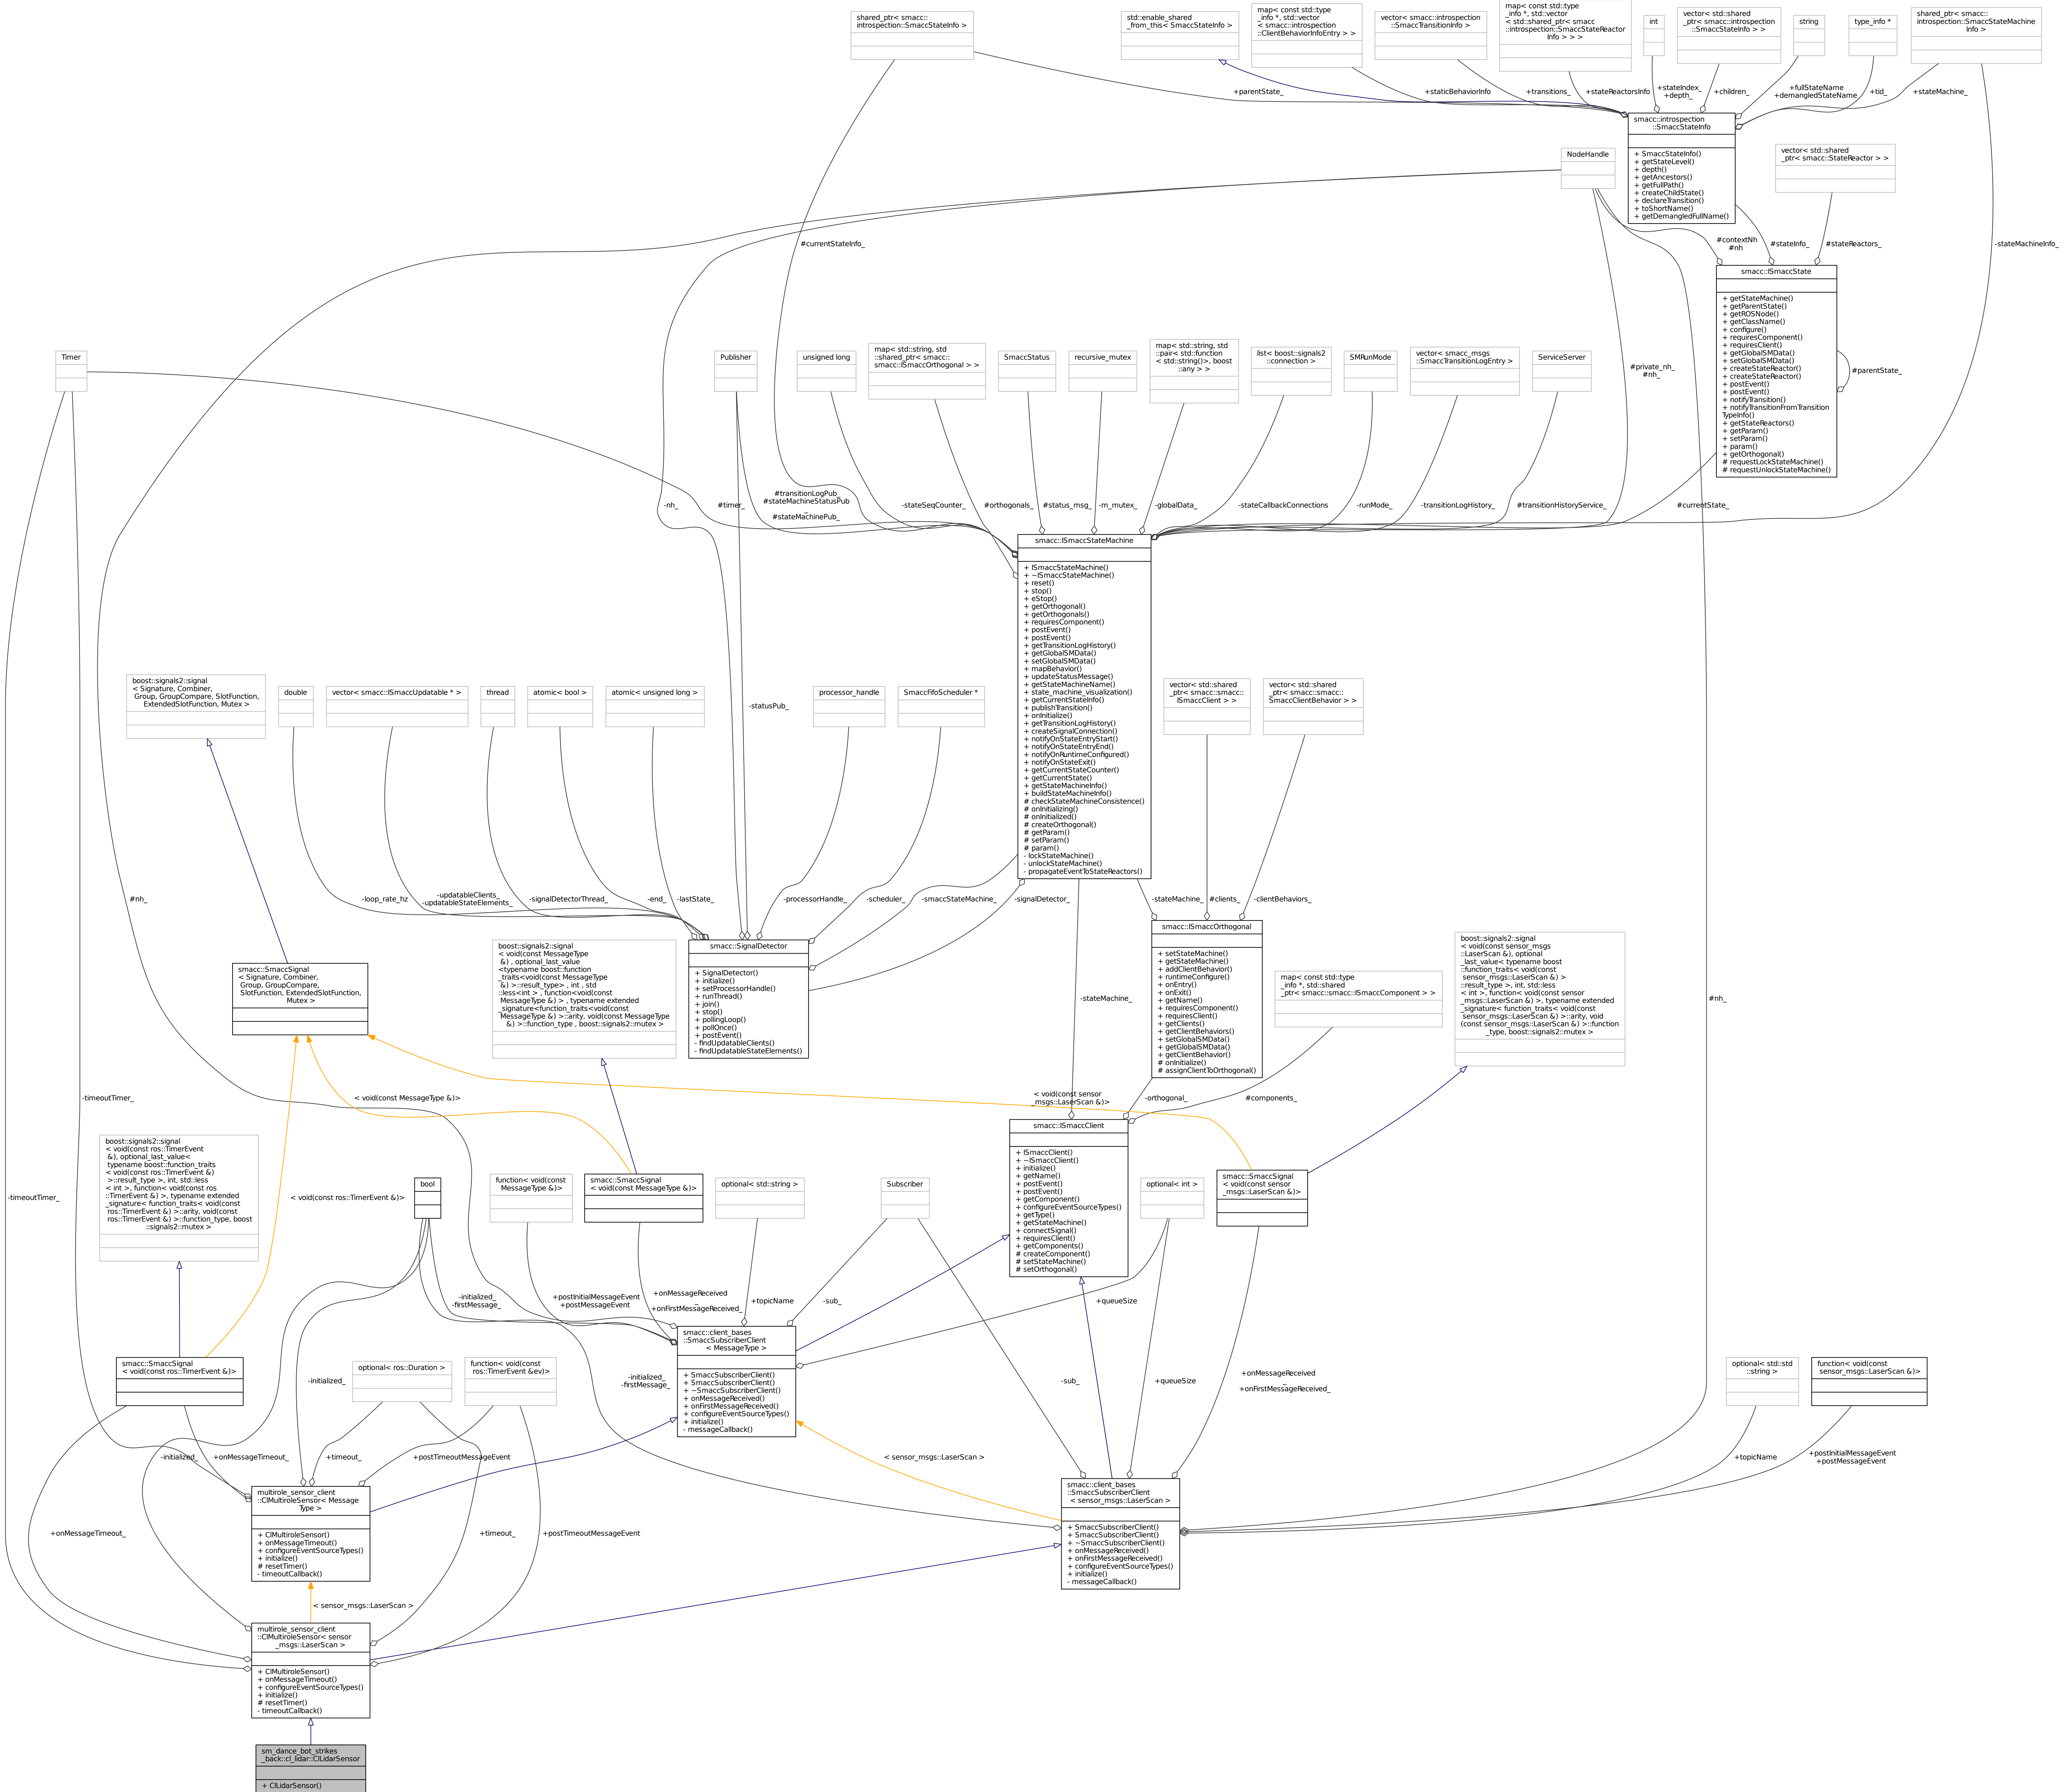 shared_ptr< smacc::
introspection::SmaccStateInfo >
std::enable_shared
_from_this< SmaccStateInfo >
map< const std::type
_info *, std::vector
< smacc::introspection
::ClientBehaviorInfoEntry > >
vector< smacc::introspection
::SmaccTransitionInfo >
map< const std::type
_info *, std::vector
< std::shared_ptr< smacc
::introspection::SmaccStateReactor
Info > > >
int
vector< std::shared
_ptr< smacc::introspection
::SmaccStateInfo > >
string
type_info *
shared_ptr< smacc::
introspection::SmaccStateMachine
Info >
+parentState_
+staticBehaviorInfo
+transitions_
+stateReactorsInfo
+stateIndex_
+depth_
+children_
+fullStateName
+demangledStateName
+tid_
+stateMachine_
smacc::introspection
::SmaccStateInfo
+ SmaccStateInfo()
+ getStateLevel()
+ depth()
+ getAncestors()
+ getFullPath()
+ createChildState()
+ declareTransition()
+ toShortName()
+ getDemangledFullName()
NodeHandle
vector< std::shared
_ptr< smacc::StateReactor > >
#currentStateInfo_
#contextNh
#nh
#stateInfo_
#stateReactors_
-stateMachineInfo_
smacc::ISmaccState
+ getStateMachine()
+ getParentState()
+ getROSNode()
+ getClassName()
+ configure()
+ requiresComponent()
+ requiresClient()
+ getGlobalSMData()
+ setGlobalSMData()
+ createStateReactor()
+ createStateReactor()
+ postEvent()
+ postEvent()
+ notifyTransition()
+ notifyTransitionFromTransition
TypeInfo()
+ getStateReactors()
+ getParam()
+ setParam()
+ param()
+ getOrthogonal()
# requestLockStateMachine()
# requestUnlockStateMachine()
#parentState_
Timer
Publisher
unsigned long
map< std::string, std
::shared_ptr< smacc::
smacc::ISmaccOrthogonal > >
SmaccStatus
recursive_mutex
map< std::string, std
::pair< std::function
< std::string()>, boost
::any > >
list< boost::signals2
::connection >
SMRunMode
vector< smacc_msgs
::SmaccTransitionLogEntry >
ServiceServer
#private_nh_
#nh_
-nh_
#timer_
#transitionLogPub_
#stateMachineStatusPub
_
#stateMachinePub_
-stateSeqCounter_
#orthogonals_
#status_msg_
-m_mutex_
-globalData_
-stateCallbackConnections
-runMode_
-transitionLogHistory_
#transitionHistoryService_
#currentState_
smacc::ISmaccStateMachine
+ ISmaccStateMachine()
+ ~ISmaccStateMachine()
+ reset()
+ stop()
+ eStop()
+ getOrthogonal()
+ getOrthogonals()
+ requiresComponent()
+ postEvent()
+ postEvent()
+ getTransitionLogHistory()
+ getGlobalSMData()
+ setGlobalSMData()
+ mapBehavior()
+ updateStatusMessage()
+ getStateMachineName()
+ state_machine_visualization()
+ getCurrentStateInfo()
+ publishTransition()
+ onInitialize()
+ getTransitionLogHistory()
+ createSignalConnection()
+ notifyOnStateEntryStart()
+ notifyOnStateEntryEnd()
+ notifyOnRuntimeConfigured()
+ notifyOnStateExit()
+ getCurrentStateCounter()
+ getCurrentState()
+ getStateMachineInfo()
+ buildStateMachineInfo()
# checkStateMachineConsistence()
# onInitializing()
# onInitialized()
# createOrthogonal()
# getParam()
# setParam()
# param()
- lockStateMachine()
- unlockStateMachine()
- propagateEventToStateReactors()
boost::signals2::signal
< Signature, Combiner,
Group, GroupCompare, SlotFunction,
ExtendedSlotFunction, Mutex >
double
vector< smacc::ISmaccUpdatable * >
thread
atomic< bool >
atomic< unsigned long >
-statusPub_
processor_handle
SmaccFifoScheduler *
vector< std::shared
_ptr< smacc::smacc::
ISmaccClient > >
vector< std::shared
_ptr< smacc::smacc::
SmaccClientBehavior > >
#nh_
-loop_rate_hz
-updatableClients_
-updatableStateElements_
-signalDetectorThread_
-end_
-lastState_
-processorHandle_
-scheduler_
-smaccStateMachine_
-signalDetector_
-stateMachine_
#clients_
-clientBehaviors_
smacc::SmaccSignal
< Signature, Combiner,
Group, GroupCompare,
SlotFunction, ExtendedSlotFunction,
Mutex >
boost::signals2::signal
< void(const MessageType
&) , optional_last_value
<typename boost::function
_traits<void(const MessageType
&) >::result_type> , int , std
::less<int > , function<void(const
MessageType &) > , typename extended
_signature<function_traits<void(const
MessageType &) >::arity, void(const MessageType
&) >::function_type , boost::signals2::mutex >
smacc::SignalDetector
+ SignalDetector()
+ initialize()
+ setProcessorHandle()
+ runThread()
+ join()
+ stop()
+ pollingLoop()
+ pollOnce()
+ postEvent()
- findUpdatableClients()
- findUpdatableStateElements()
smacc::ISmaccOrthogonal
+ setStateMachine()
+ getStateMachine()
+ addClientBehavior()
+ runtimeConfigure()
+ onEntry()
+ onExit()
+ getName()
+ requiresComponent()
+ requiresClient()
+ getClients()
+ getClientBehaviors()
+ setGlobalSMData()
+ getGlobalSMData()
+ getClientBehavior()
# onInitialize()
# assignClientToOrthogonal()
map< const std::type
_info *, std::shared
_ptr< smacc::smacc::ISmaccComponent > >
boost::signals2::signal
< void(const sensor_msgs
::LaserScan &), optional
_last_value< typename boost
::function_traits< void(const
sensor_msgs::LaserScan &) >
::result_type >, int, std::less
< int >, function< void(const sensor
_msgs::LaserScan &) >, typename extended
_signature< function_traits< void(const
sensor_msgs::LaserScan &) >::arity, void
(const sensor_msgs::LaserScan &) >::function
_type, boost::signals2::mutex >
-stateMachine_
#nh_
-timeoutTimer_
< void(const MessageType &)>
< void(const sensor
_msgs::LaserScan &)>
-orthogonal_
#components_
boost::signals2::signal
< void(const ros::TimerEvent
&), optional_last_value<
typename boost::function_traits
< void(const ros::TimerEvent &)
>::result_type >, int, std::less
< int >, function< void(const ros
::TimerEvent &) >, typename extended
_signature< function_traits< void(const
ros::TimerEvent &) >::arity, void(const
ros::TimerEvent &) >::function_type, boost
::signals2::mutex >
-timeoutTimer_
< void(const ros::TimerEvent &)>
bool
function< void(const
MessageType &)>
smacc::SmaccSignal
< void(const MessageType &)>
optional< std::string >
Subscriber
smacc::ISmaccClient
+ ISmaccClient()
+ ~ISmaccClient()
+ initialize()
+ getName()
+ postEvent()
+ postEvent()
+ getComponent()
+ configureEventSourceTypes()
+ getType()
+ getStateMachine()
+ connectSignal()
+ requiresClient()
+ getComponents()
# createComponent()
# setStateMachine()
# setOrthogonal()
optional< int >
smacc::SmaccSignal
< void(const sensor
_msgs::LaserScan &)>
-initialized_
-firstMessage_
+postInitialMessageEvent
+postMessageEvent
+onMessageReceived
_
+onFirstMessageReceived_
+topicName
-sub_
+queueSize
smacc::client_bases
::SmaccSubscriberClient
< MessageType >
+ SmaccSubscriberClient()
+ SmaccSubscriberClient()
+ ~SmaccSubscriberClient()
+ onMessageReceived()
+ onFirstMessageReceived()
+ configureEventSourceTypes()
+ initialize()
- messageCallback()
smacc::SmaccSignal
< void(const ros::TimerEvent &)>
optional< ros::Duration >
function< void(const
ros::TimerEvent &ev)>
-initialized_
-initialized_
-firstMessage_
-sub_
+queueSize
+onMessageReceived
_
+onFirstMessageReceived_
optional< std::std
::string >
function< void(const
sensor_msgs::LaserScan &)>
-initialized_
+onMessageTimeout_
+timeout_
+postTimeoutMessageEvent
< sensor_msgs::LaserScan >
+topicName
+postInitialMessageEvent
+postMessageEvent
multirole_sensor_client
::ClMultiroleSensor< Message
Type >
+ ClMultiroleSensor()
+ onMessageTimeout()
+ configureEventSourceTypes()
+ initialize()
# resetTimer()
- timeoutCallback()
smacc::client_bases
::SmaccSubscriberClient
< sensor_msgs::LaserScan >
+ SmaccSubscriberClient()
+ SmaccSubscriberClient()
+ ~SmaccSubscriberClient()
+ onMessageReceived()
+ onFirstMessageReceived()
+ configureEventSourceTypes()
+ initialize()
- messageCallback()
+onMessageTimeout_
+timeout_
+postTimeoutMessageEvent
< sensor_msgs::LaserScan >
multirole_sensor_client
::ClMultiroleSensor< sensor
_msgs::LaserScan >
+ ClMultiroleSensor()
+ onMessageTimeout()
+ configureEventSourceTypes()
+ initialize()
# resetTimer()
- timeoutCallback()
sm_dance_bot_strikes
_back::cl_lidar::ClLidarSensor
+ ClLidarSensor()